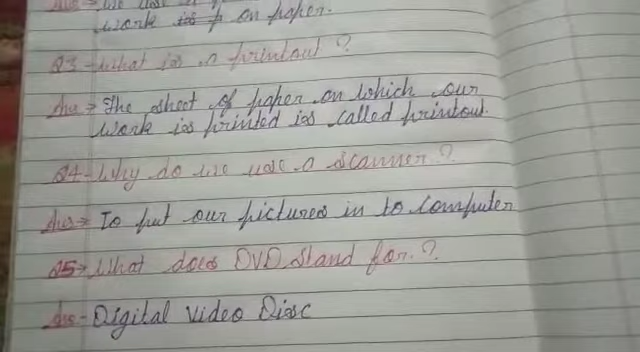 work on paper.
Q3-What is a printout?
Ans → The sheet of paper on which our
work is printed is called printout.
Q4-Why do we use a scanner?
Ans → To put our pictures in to computer
Q5→ What does DVD stand for.?
Ans - Digital Video Disc